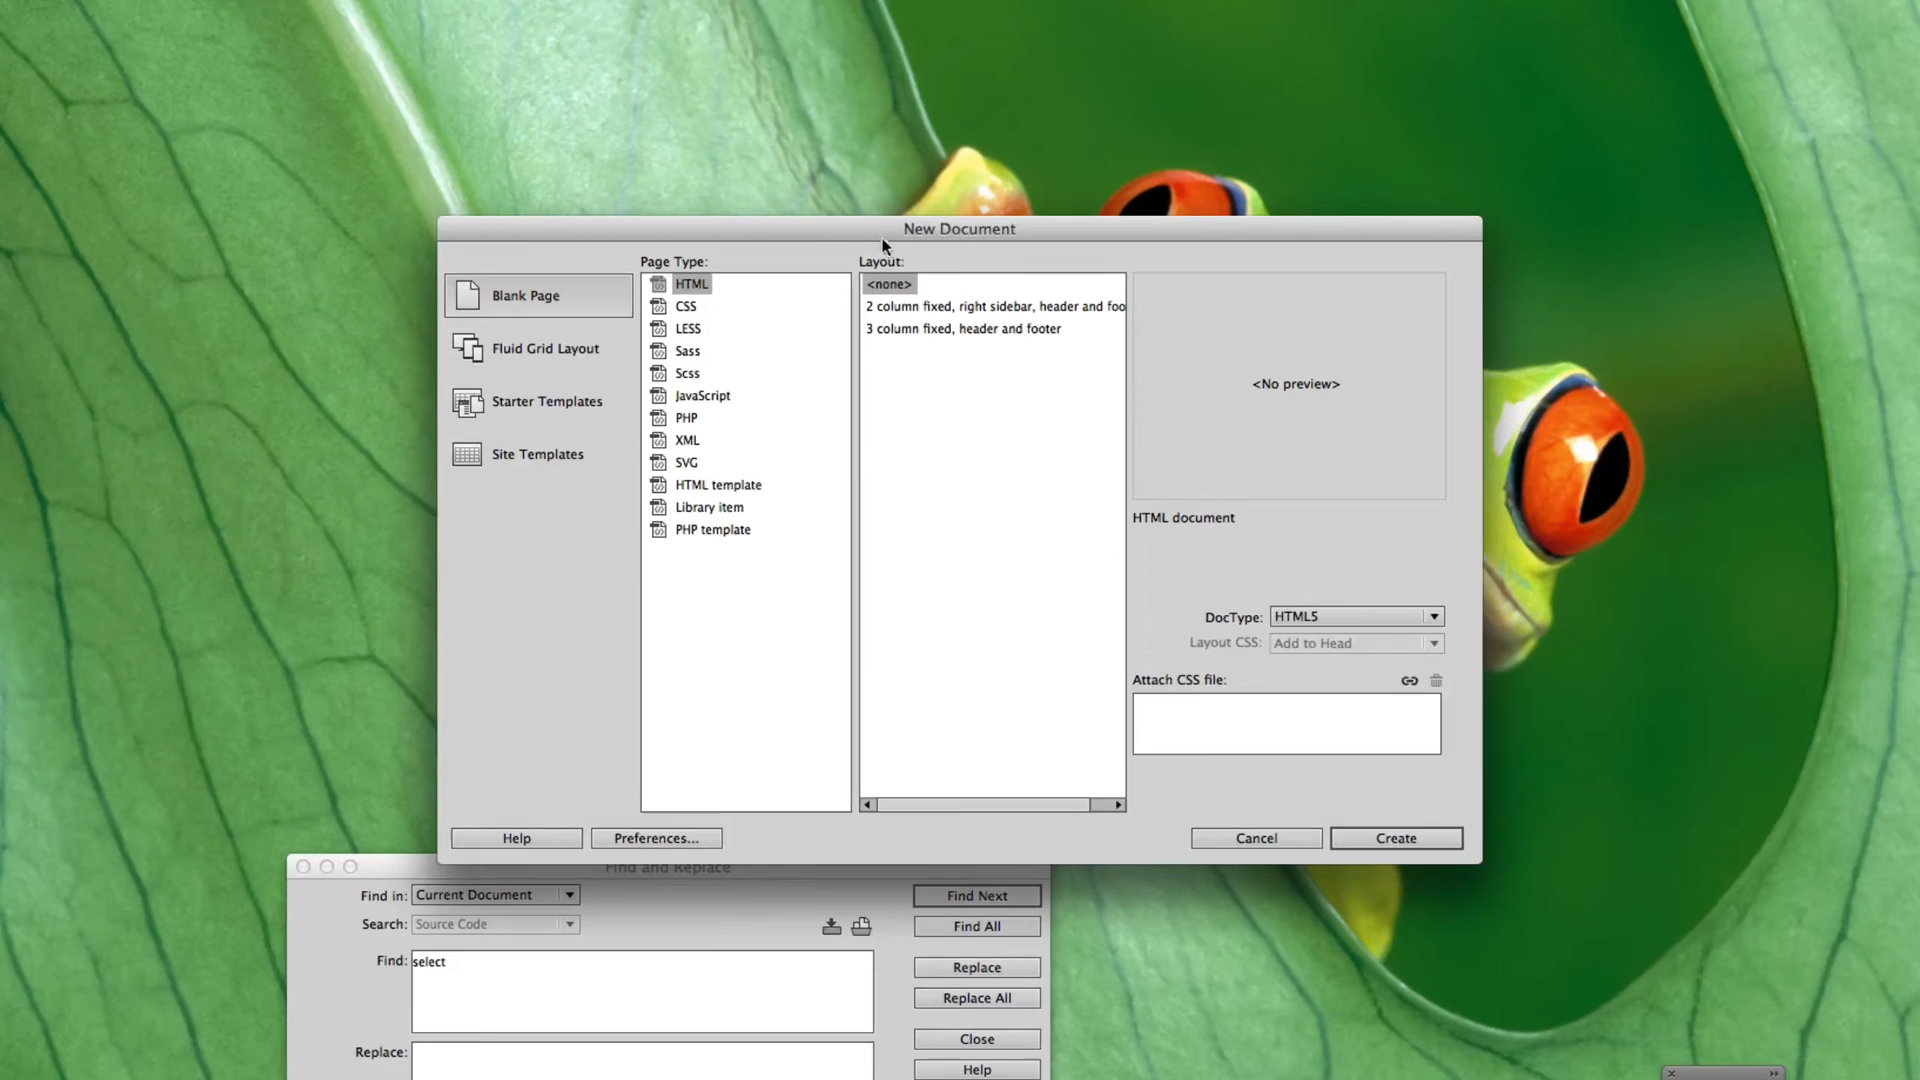 New Document
Page Type:
Layout:
Blank Page
Fluid Grid Layout
Starter Templates
Site Templates
HTML
CSS
LESS
Sass
Scss
JavaScript
PHP
XML
SVG
HTML template
Library item
PHP template
<none>
2 column fixed, right sidebar, header and foo
3 column fixed, header and footer
<No preview>
HTML document
DocType: HTML5
Layout CSS: Add to Head
Attach CSS file:
Help
Preferences...
Cancel
Create
Find and Replace
Find in: Current Document
Search: Source Code
Find: select
Replace:
Find Next
Find All
Replace
Replace All
Close
Help